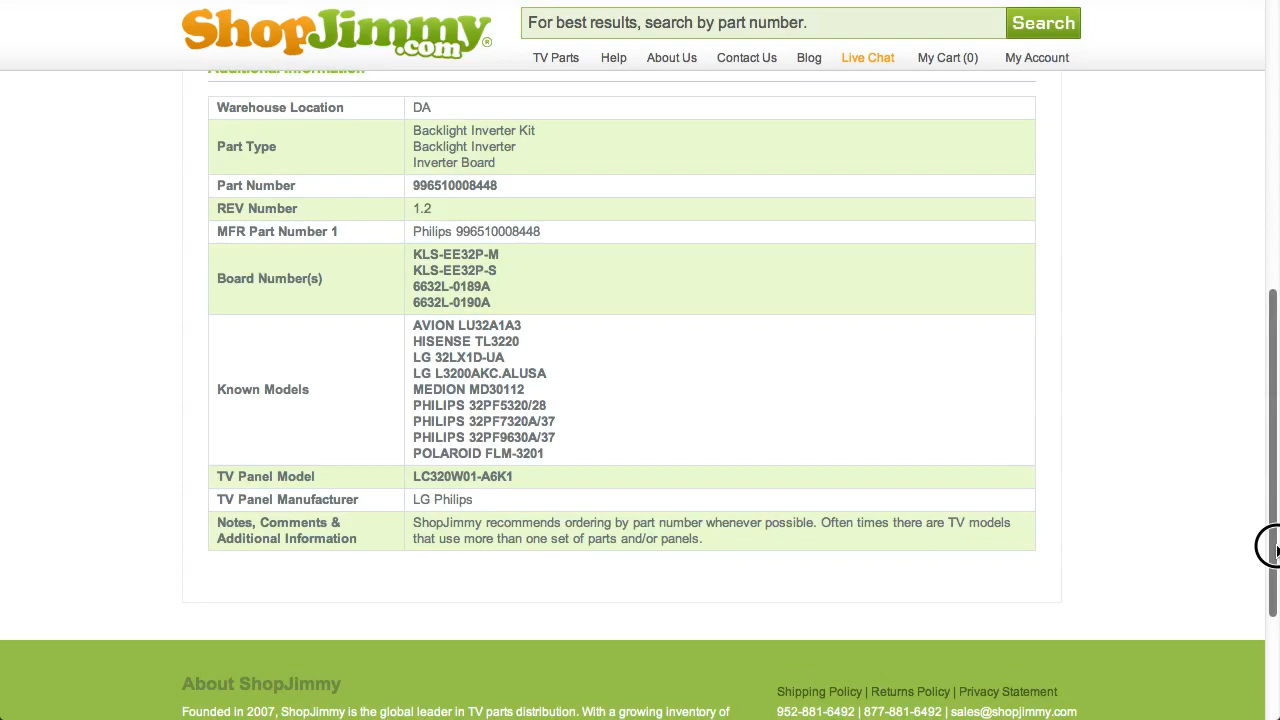 ShopJimmy.com®
For best results, search by part number.
Search
TV Parts Help About Us Contact Us Blog Live Chat My Cart (0) My Account
Additional Information
Warehouse Location DA
Part Type
Backlight Inverter Kit
Backlight Inverter
Inverter Board
Part Number 996510008448
REV Number 1.2
MFR Part Number 1 Philips 996510008448
Board Number(s)
KLS-EE32P-M
KLS-EE32P-S
6632L-0189A
6632L-0190A
Known Models
AVION LU32A1A3
HISENSE TL3220
LG 32LX1D-UA
LG L3200AKC.ALUSA
MEDION MD30112
PHILIPS 32PF5320/28
PHILIPS 32PF7320A/37
PHILIPS 32PF9630A/37
POLAROID FLM-3201
TV Panel Model LC320W01-A6K1
TV Panel Manufacturer LG Philips
Notes, Comments &
Additional Information
ShopJimmy recommends ordering by part number whenever possible. Often times there are TV models
that use more than one set of parts and/or panels.
About ShopJimmy
Founded in 2007, ShopJimmy is the global leader in TV parts distribution. With a growing inventory of
Shipping Policy | Returns Policy | Privacy Statement
952-881-6492 | 877-881-6492 | sales@shopjimmy.com